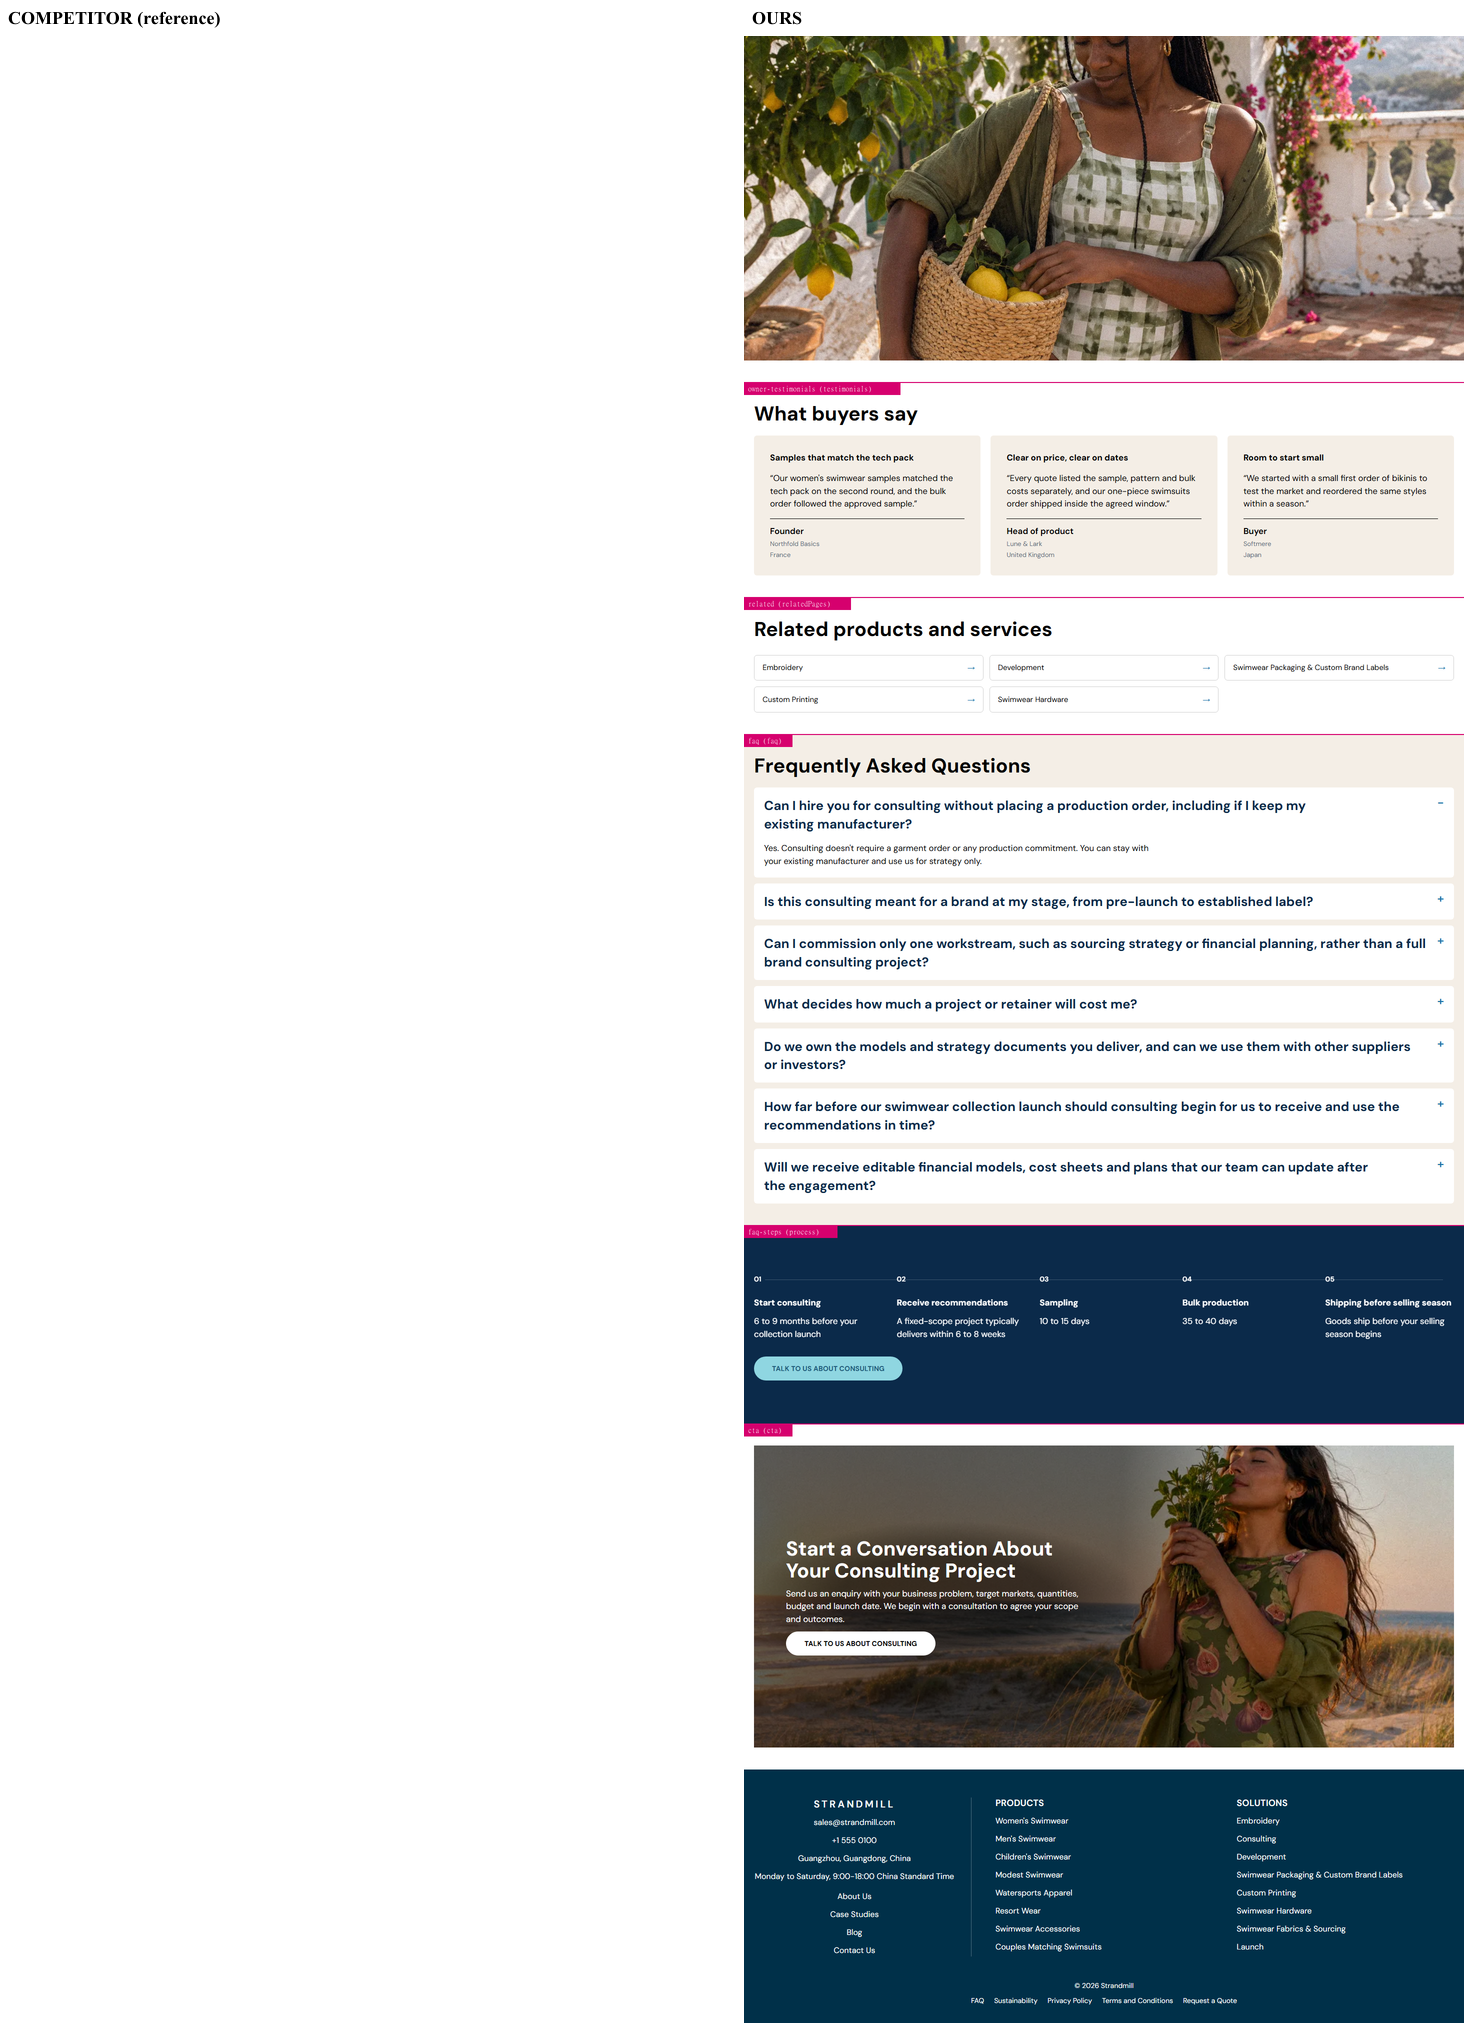 COMPETITOR (reference)
OURS
owner-testimonials (testimonials)
What buyers say
Samples that match the tech pack
"Our women's swimwear samples matched the
tech pack on the second round, and the bulk
order followed the approved sample."
Founder
Northfold Basics
France
Clear on price, clear on dates
"Every quote listed the sample, pattern and bulk
costs separately, and our one-piece swimsuits
order shipped inside the agreed window."
Head of product
Lune & Lark
United Kingdom
Room to start small
"We started with a small first order of bikinis to
test the market and reordered the same styles
within a season."
Buyer
Softmere
Japan
related (relatedPages)
Related products and services
Embroidery →
Development →
Swimwear Packaging & Custom Brand Labels →
Custom Printing →
Swimwear Hardware →
faq (faq)
Frequently Asked Questions
Can I hire you for consulting without placing a production order, including if I keep my
existing manufacturer?
−
Yes. Consulting doesn't require a garment order or any production commitment. You can stay with
your existing manufacturer and use us for strategy only.
Is this consulting meant for a brand at my stage, from pre-launch to established label?
+
Can I commission only one workstream, such as sourcing strategy or financial planning, rather than a full
brand consulting project?
+
What decides how much a project or retainer will cost me?
+
Do we own the models and strategy documents you deliver, and can we use them with other suppliers
or investors?
+
How far before our swimwear collection launch should consulting begin for us to receive and use the
recommendations in time?
+
Will we receive editable financial models, cost sheets and plans that our team can update after
the engagement?
+
faq-steps (process)
01
Start consulting
6 to 9 months before your
collection launch
02
Receive recommendations
A fixed-scope project typically
delivers within 6 to 8 weeks
03
Sampling
10 to 15 days
04
Bulk production
35 to 40 days
05
Shipping before selling season
Goods ship before your selling
season begins
TALK TO US ABOUT CONSULTING
cta (cta)
Start a Conversation About
Your Consulting Project
Send us an enquiry with your business problem, target markets, quantities,
budget and launch date. We begin with a consultation to agree your scope
and outcomes.
TALK TO US ABOUT CONSULTING
STRANDMILL
sales@strandmill.com
+1 555 0100
Guangzhou, Guangdong, China
Monday to Saturday, 9:00-18:00 China Standard Time
About Us
Case Studies
Blog
Contact Us
PRODUCTS
Women's Swimwear
Men's Swimwear
Children's Swimwear
Modest Swimwear
Watersports Apparel
Resort Wear
Swimwear Accessories
Couples Matching Swimsuits
SOLUTIONS
Embroidery
Consulting
Development
Swimwear Packaging & Custom Brand Labels
Custom Printing
Swimwear Hardware
Swimwear Fabrics & Sourcing
Launch
© 2026 Strandmill
FAQ Sustainability Privacy Policy Terms and Conditions Request a Quote